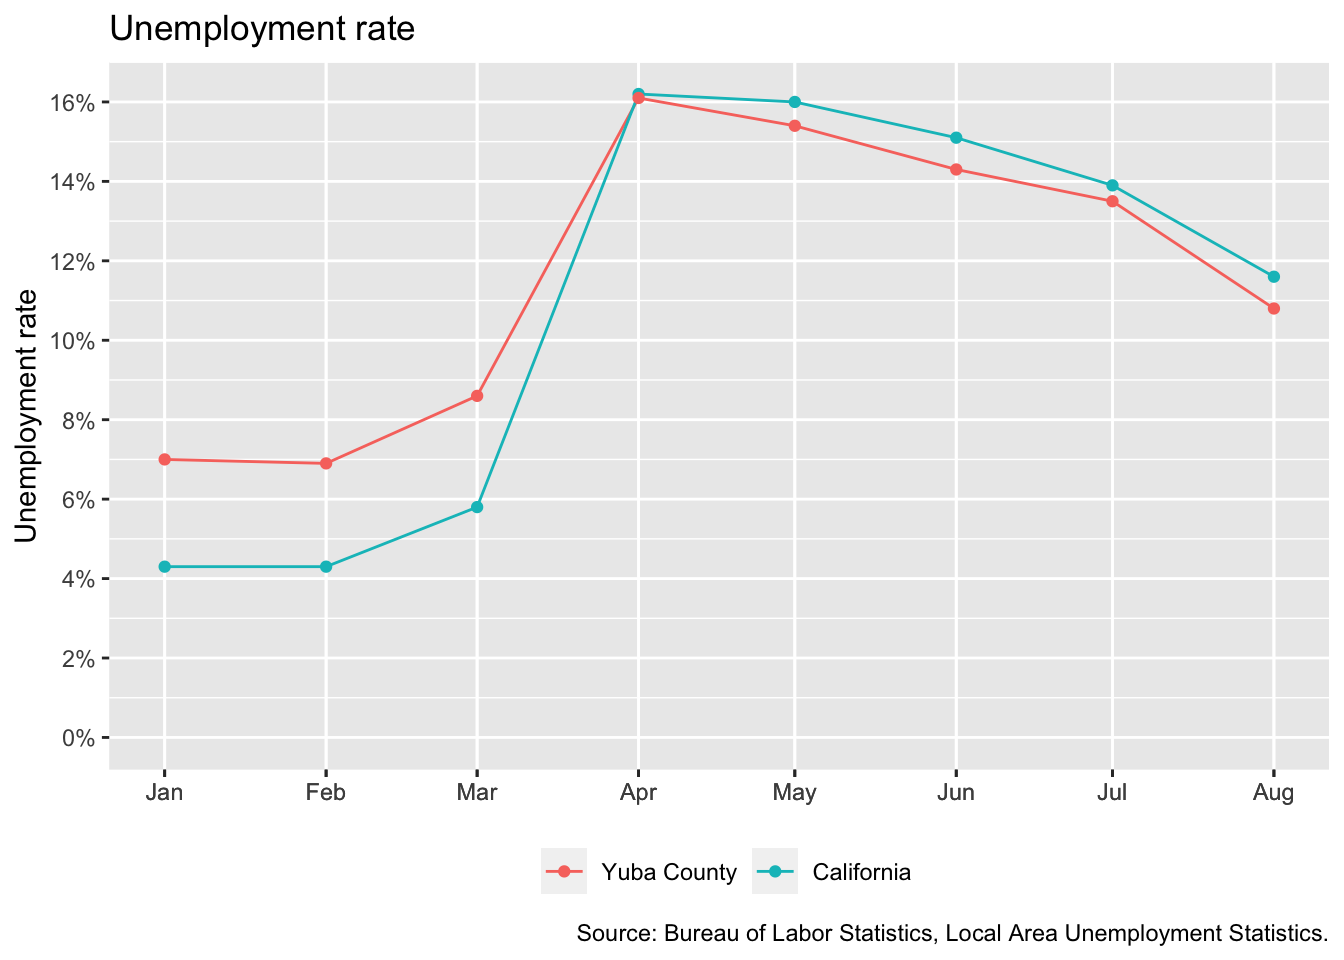 Unemployment rate
Unemployment rate
16%
14%
12%
10%
8%
6%
4%
2%
0%
Jan Feb Mar Apr May Jun Jul Aug
Yuba County California
Source: Bureau of Labor Statistics, Local Area Unemployment Statistics.